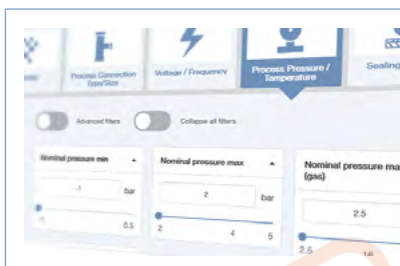 Process Connection
Type/Size
Voltage / Frequency
Process Pressure /
Temperature
Sealing
Advanced filters
Collapse all filters
Nominal pressure min
-1
bar
-1
0.5
Nominal pressure max
2
bar
2
4
5
Nominal pressure ma
(gas)
2.5
2.5
16